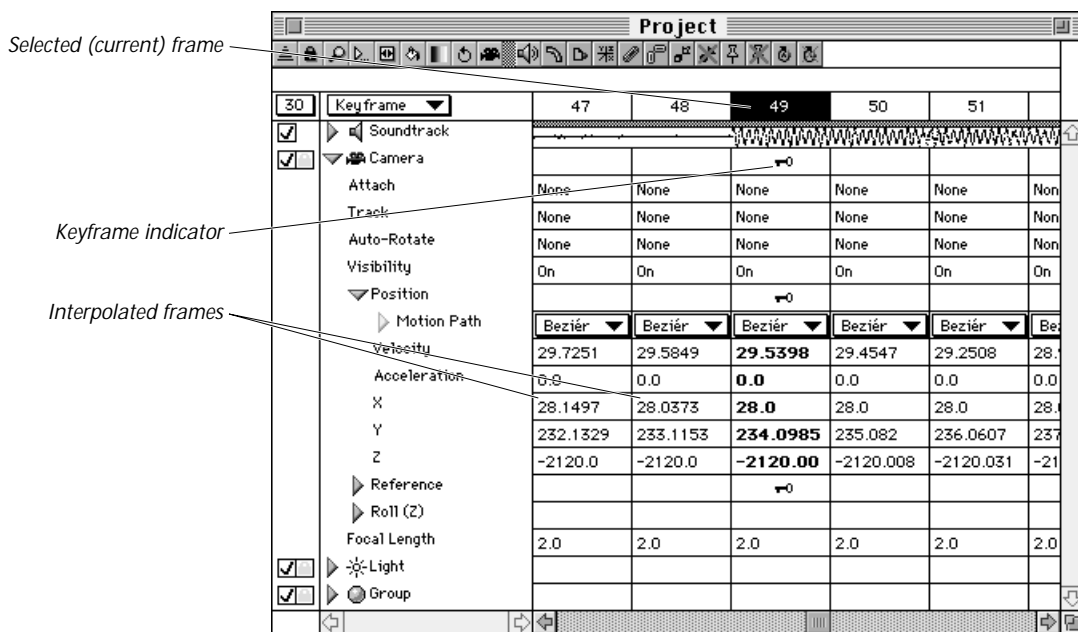 Project
Selected (current) frame
30 Keyframe 47 48 49 50 51
Soundtrack
Camera
Attach None None None None None Non
Track None None None None None Non
Keyframe indicator
Auto-Rotate None None None None None Non
Visibility On On On On On On
Position
Interpolated frames
Motion Path Beziér Beziér Beziér Beziér Beziér Bez
Velocity 29.7251 29.5849 29.5398 29.4547 29.2508 28.
Acceleration 0.0 0.0 0.0 0.0 0.0 0.0
X 28.1497 28.0373 28.0 28.0 28.0 28.
Y 232.1329 233.1153 234.0985 235.082 236.0607 237
Z -2120.0 -2120.0 -2120.00 -2120.008 -2120.031 -21
Reference
Roll (Z)
Focal Length 2.0 2.0 2.0 2.0 2.0 2.0
Light
Group